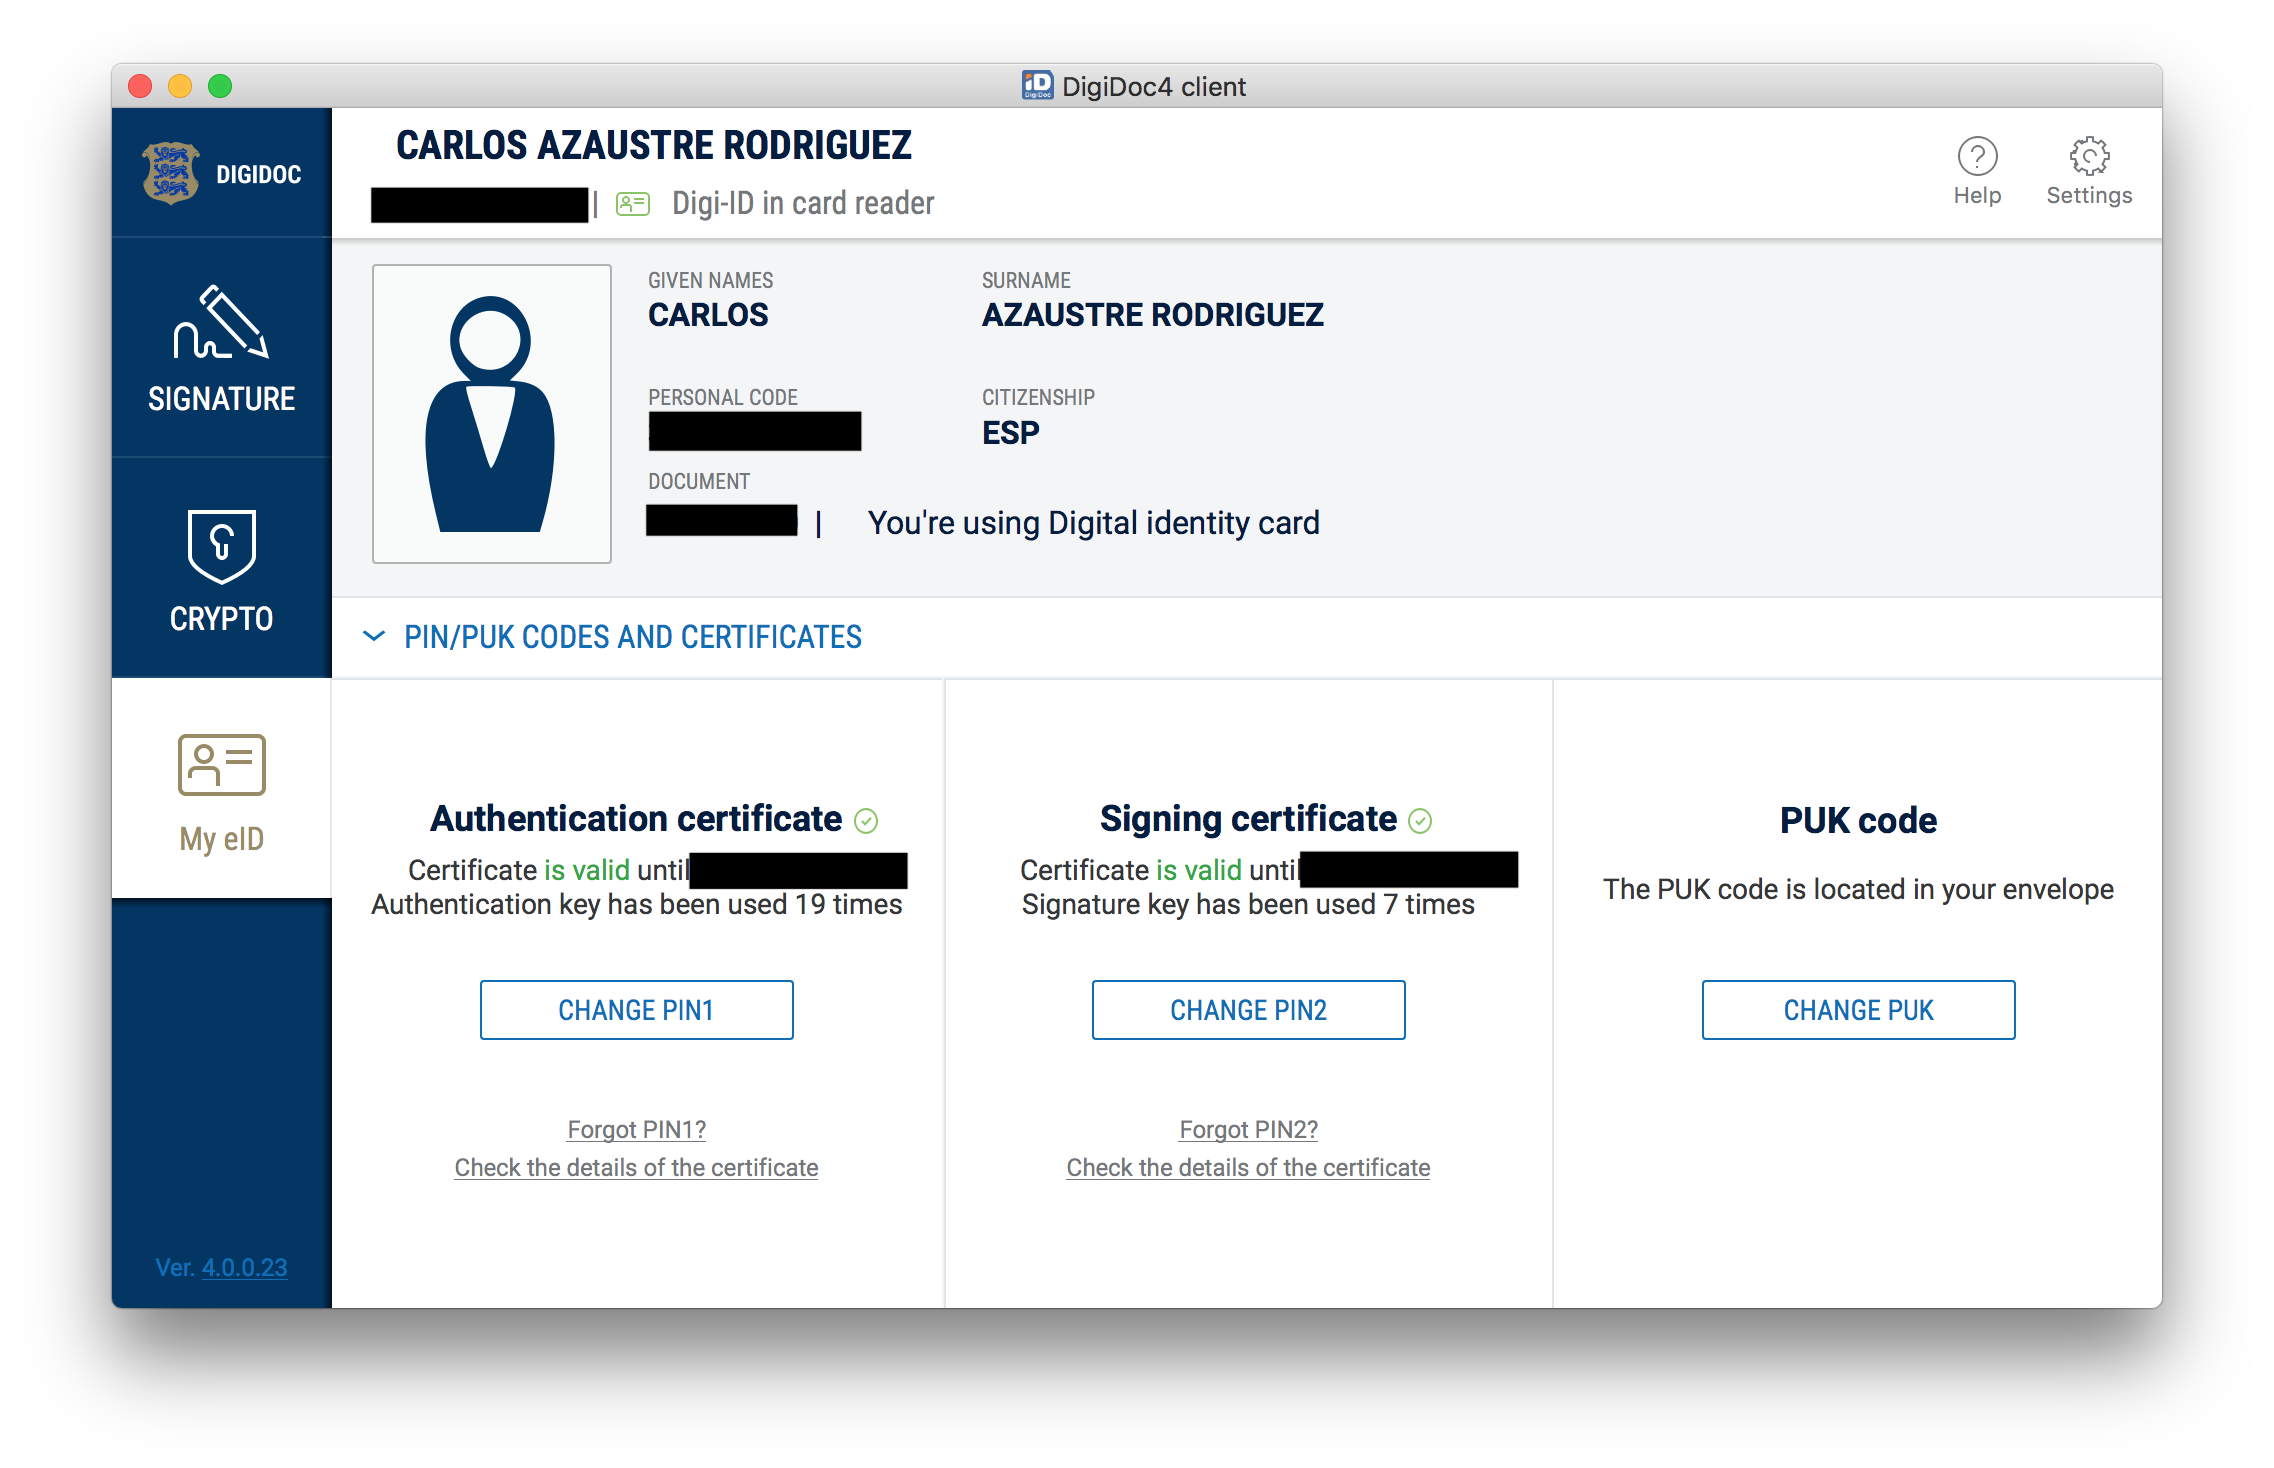 DigiDoc4 client
DIGIDOC
CARLOS AZAUSTRE RODRIGUEZ
| Digi-ID in card reader
Help
Settings
SIGNATURE
CRYPTO
My eID
Ver. 4.0.0.23
GIVEN NAMES
CARLOS
SURNAME
AZAUSTRE RODRIGUEZ
PERSONAL CODE
CITIZENSHIP
ESP
DOCUMENT
| You're using Digital identity card
PIN/PUK CODES AND CERTIFICATES
Authentication certificate
Certificate is valid until
Authentication key has been used 19 times
CHANGE PIN1
Forgot PIN1?
Check the details of the certificate
Signing certificate
Certificate is valid until
Signature key has been used 7 times
CHANGE PIN2
Forgot PIN2?
Check the details of the certificate
PUK code
The PUK code is located in your envelope
CHANGE PUK